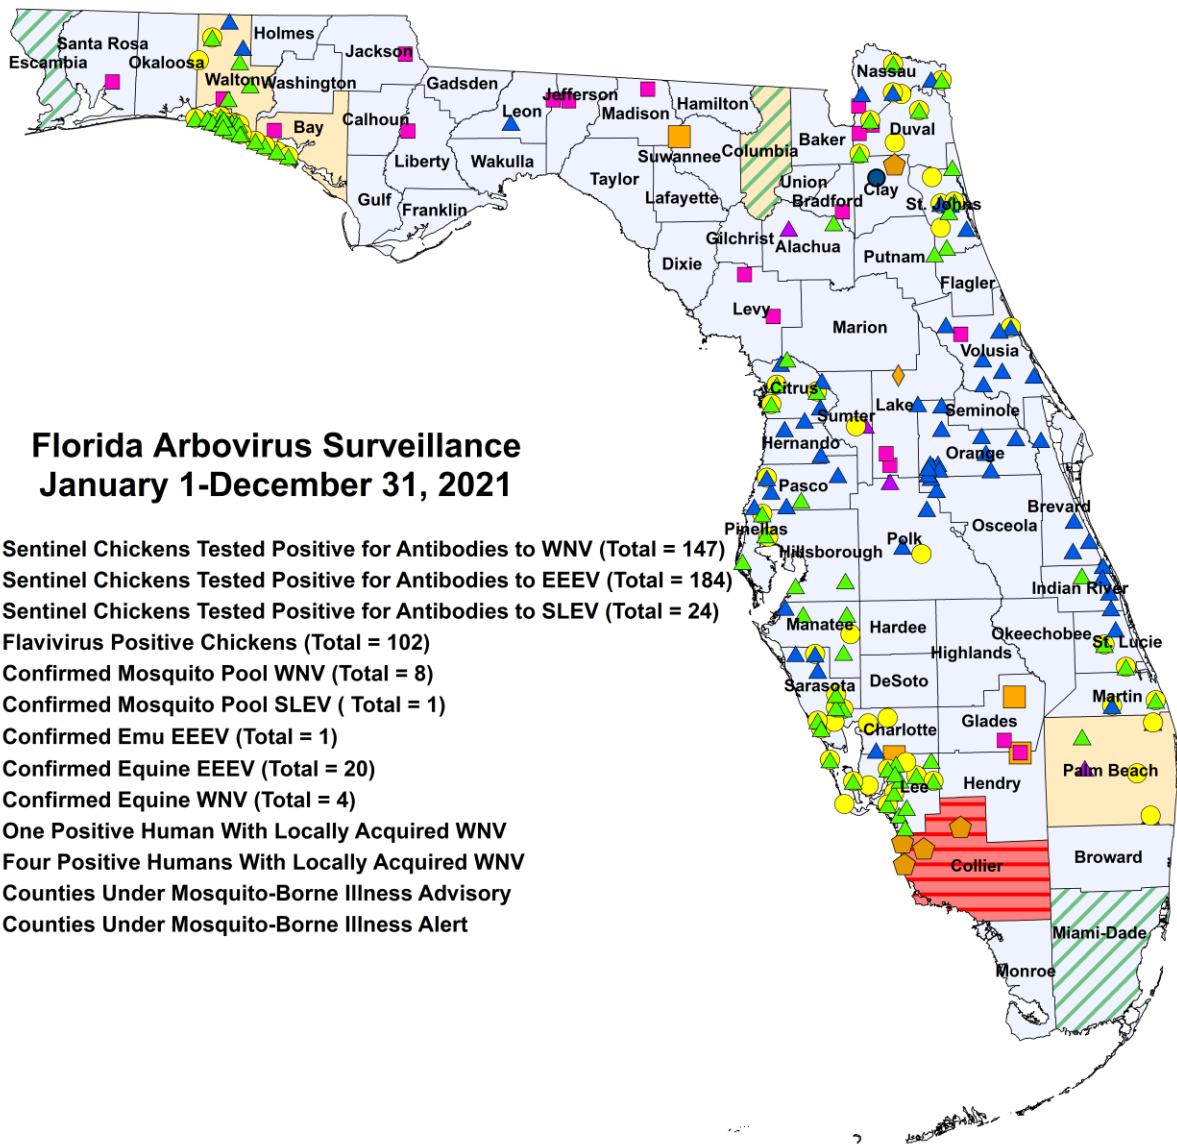 Holmes
Santa Rosa
Jackson
Escambia
Okaloosa
Walton
Washington
Gadsden
Jefferson
Leon
Madison
Hamilton
Nassau
Calhoun
Bay
Suwannee
Columbia
Baker
Duval
Liberty
Wakulla
Taylor
Lafayette
Union
Clay
Bradford
St. Johns
Gulf
Franklin
Gilchrist
Alachua
Putnam
Dixie
Flagler
Levy
Marion
Volusia
Citrus
Lake
Sumter
Seminole
Florida Arbovirus Surveillance
January 1-December 31, 2021
Hernando
Orange
Pasco
Brevard
Pinellas
Osceola
Polk
Hillsborough
Sentinel Chickens Tested Positive for Antibodies to WNV (Total = 147)
Sentinel Chickens Tested Positive for Antibodies to EEEV (Total = 184)
Sentinel Chickens Tested Positive for Antibodies to SLEV (Total = 24)
Flavivirus Positive Chickens (Total = 102)
Confirmed Mosquito Pool WNV (Total = 8)
Confirmed Mosquito Pool SLEV ( Total = 1)
Confirmed Emu EEEV (Total = 1)
Confirmed Equine EEEV (Total = 20)
Confirmed Equine WNV (Total = 4)
One Positive Human With Locally Acquired WNV
Four Positive Humans With Locally Acquired WNV
Counties Under Mosquito-Borne Illness Advisory
Counties Under Mosquito-Borne Illness Alert
Indian River
Manatee
Hardee
Okeechobee
St. Lucie
Highlands
Sarasota
DeSoto
Martin
Charlotte
Glades
Palm Beach
Lee
Hendry
Collier
Broward
Miami-Dade
Monroe